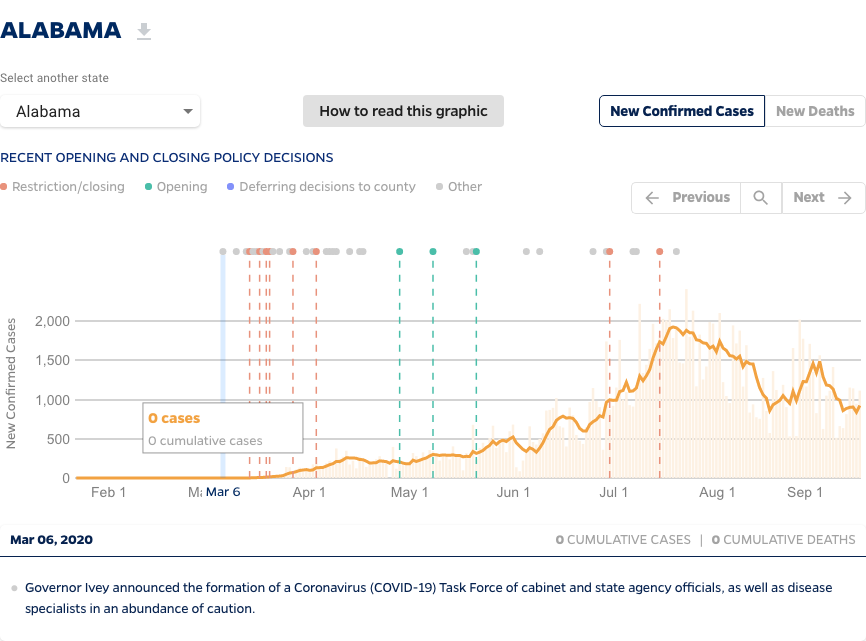 ALABAMA
Select another state
Alabama
How to read this graphic
New Confirmed Cases
New Deaths
RECENT OPENING AND CLOSING POLICY DECISIONS
Restriction/closing
Opening
Deferring decisions to county
Other
Previous
Next
New Confirmed Cases
2,000
1,500
1,000
500
0
0 cases
0 cumulative cases
Feb 1
Mar 6
Apr 1
May 1
Jun 1
Jul 1
Aug 1
Sep 1
Mar 06, 2020
0 CUMULATIVE CASES | 0 CUMULATIVE DEATHS
Governor Ivey announced the formation of a Coronavirus (COVID-19) Task Force of cabinet and state agency officials, as well as disease
specialists in an abundance of caution.